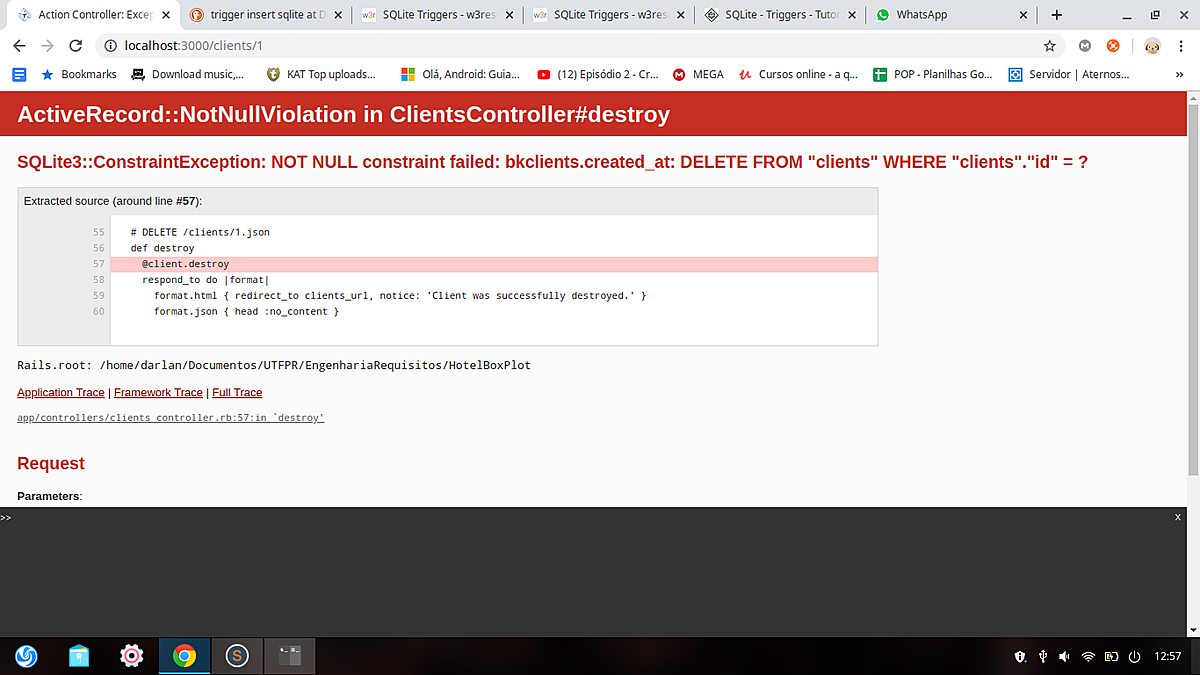 Action Controller: Excep
trigger insert sqlite at D
w3r SQLite Triggers - w3res
w3r SQLite Triggers - w3res
SQLite - Triggers - Tutor
WhatsApp
localhost:3000/clients/1
Bookmarks
Download music,...
KAT Top uploads...
Olá, Android: Guia...
(12) Episódio 2 - Cr...
MEGA
Cursos online - a q...
POP - Planilhas Go...
Servidor | Aternos...
»
ActiveRecord::NotNullViolation in ClientsController#destroy
SQLite3::ConstraintException: NOT NULL constraint failed: bkclients.created_at: DELETE FROM "clients" WHERE "clients"."id" = ?
Extracted source (around line #57):
55 # DELETE /clients/1.json
56 def destroy
57 @client.destroy
58 respond_to do |format|
59 format.html { redirect_to clients_url, notice: 'Client was successfully destroyed.' }
60 format.json { head :no_content }
Rails.root: /home/darlan/Documentos/UTFPR/EngenhariaRequisitos/HotelBoxPlot
Application Trace | Framework Trace | Full Trace
app/controllers/clients_controller.rb:57:in `destroy'
Request
Parameters:
>> x
12:57